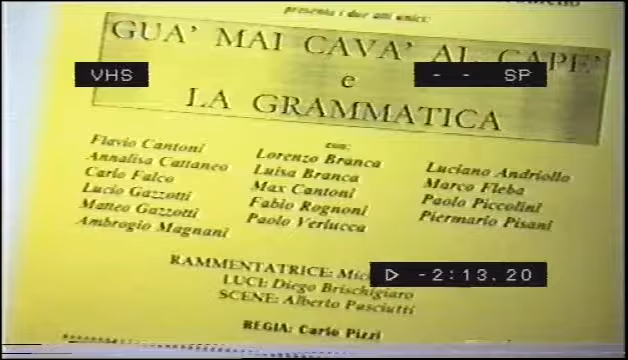 presenta i due atti unici:
GUA' MAI CAVA' AL CAPE'
VHS
- - SP
e
LA GRAMMATICA
con:
Flavio Cantoni
Annalisa Cattaneo
Carlo Falco
Lucio Gazzotti
Matteo Gazzotti
Ambrogio Magnani
Lorenzo Branca
Luisa Branca
Max Cantoni
Fabio Rognoni
Paolo Verlucca
Luciano Andriollo
Marco Fleba
Paolo Piccolini
Piermario Pisani
RAMMENTATRICE:
-2:13.20
LUCI: Diego Brischigiaro
SCENE: Alberto Pasciutti
REGIA: Carlo Pizzi